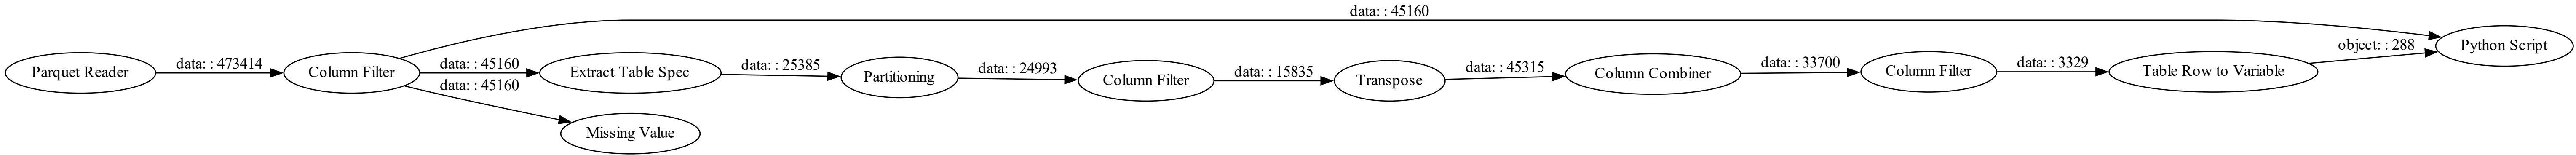 data: : 45160
Parquet Reader
data: : 473414
Column Filter
data: : 45160
data: : 45160
Extract Table Spec
Missing Value
data: : 25385
Partitioning
data: : 24993
Column Filter
data: : 15835
Transpose
data: : 45315
Column Combiner
data: : 33700
Column Filter
data: : 3329
Table Row to Variable
object: : 288
Python Script